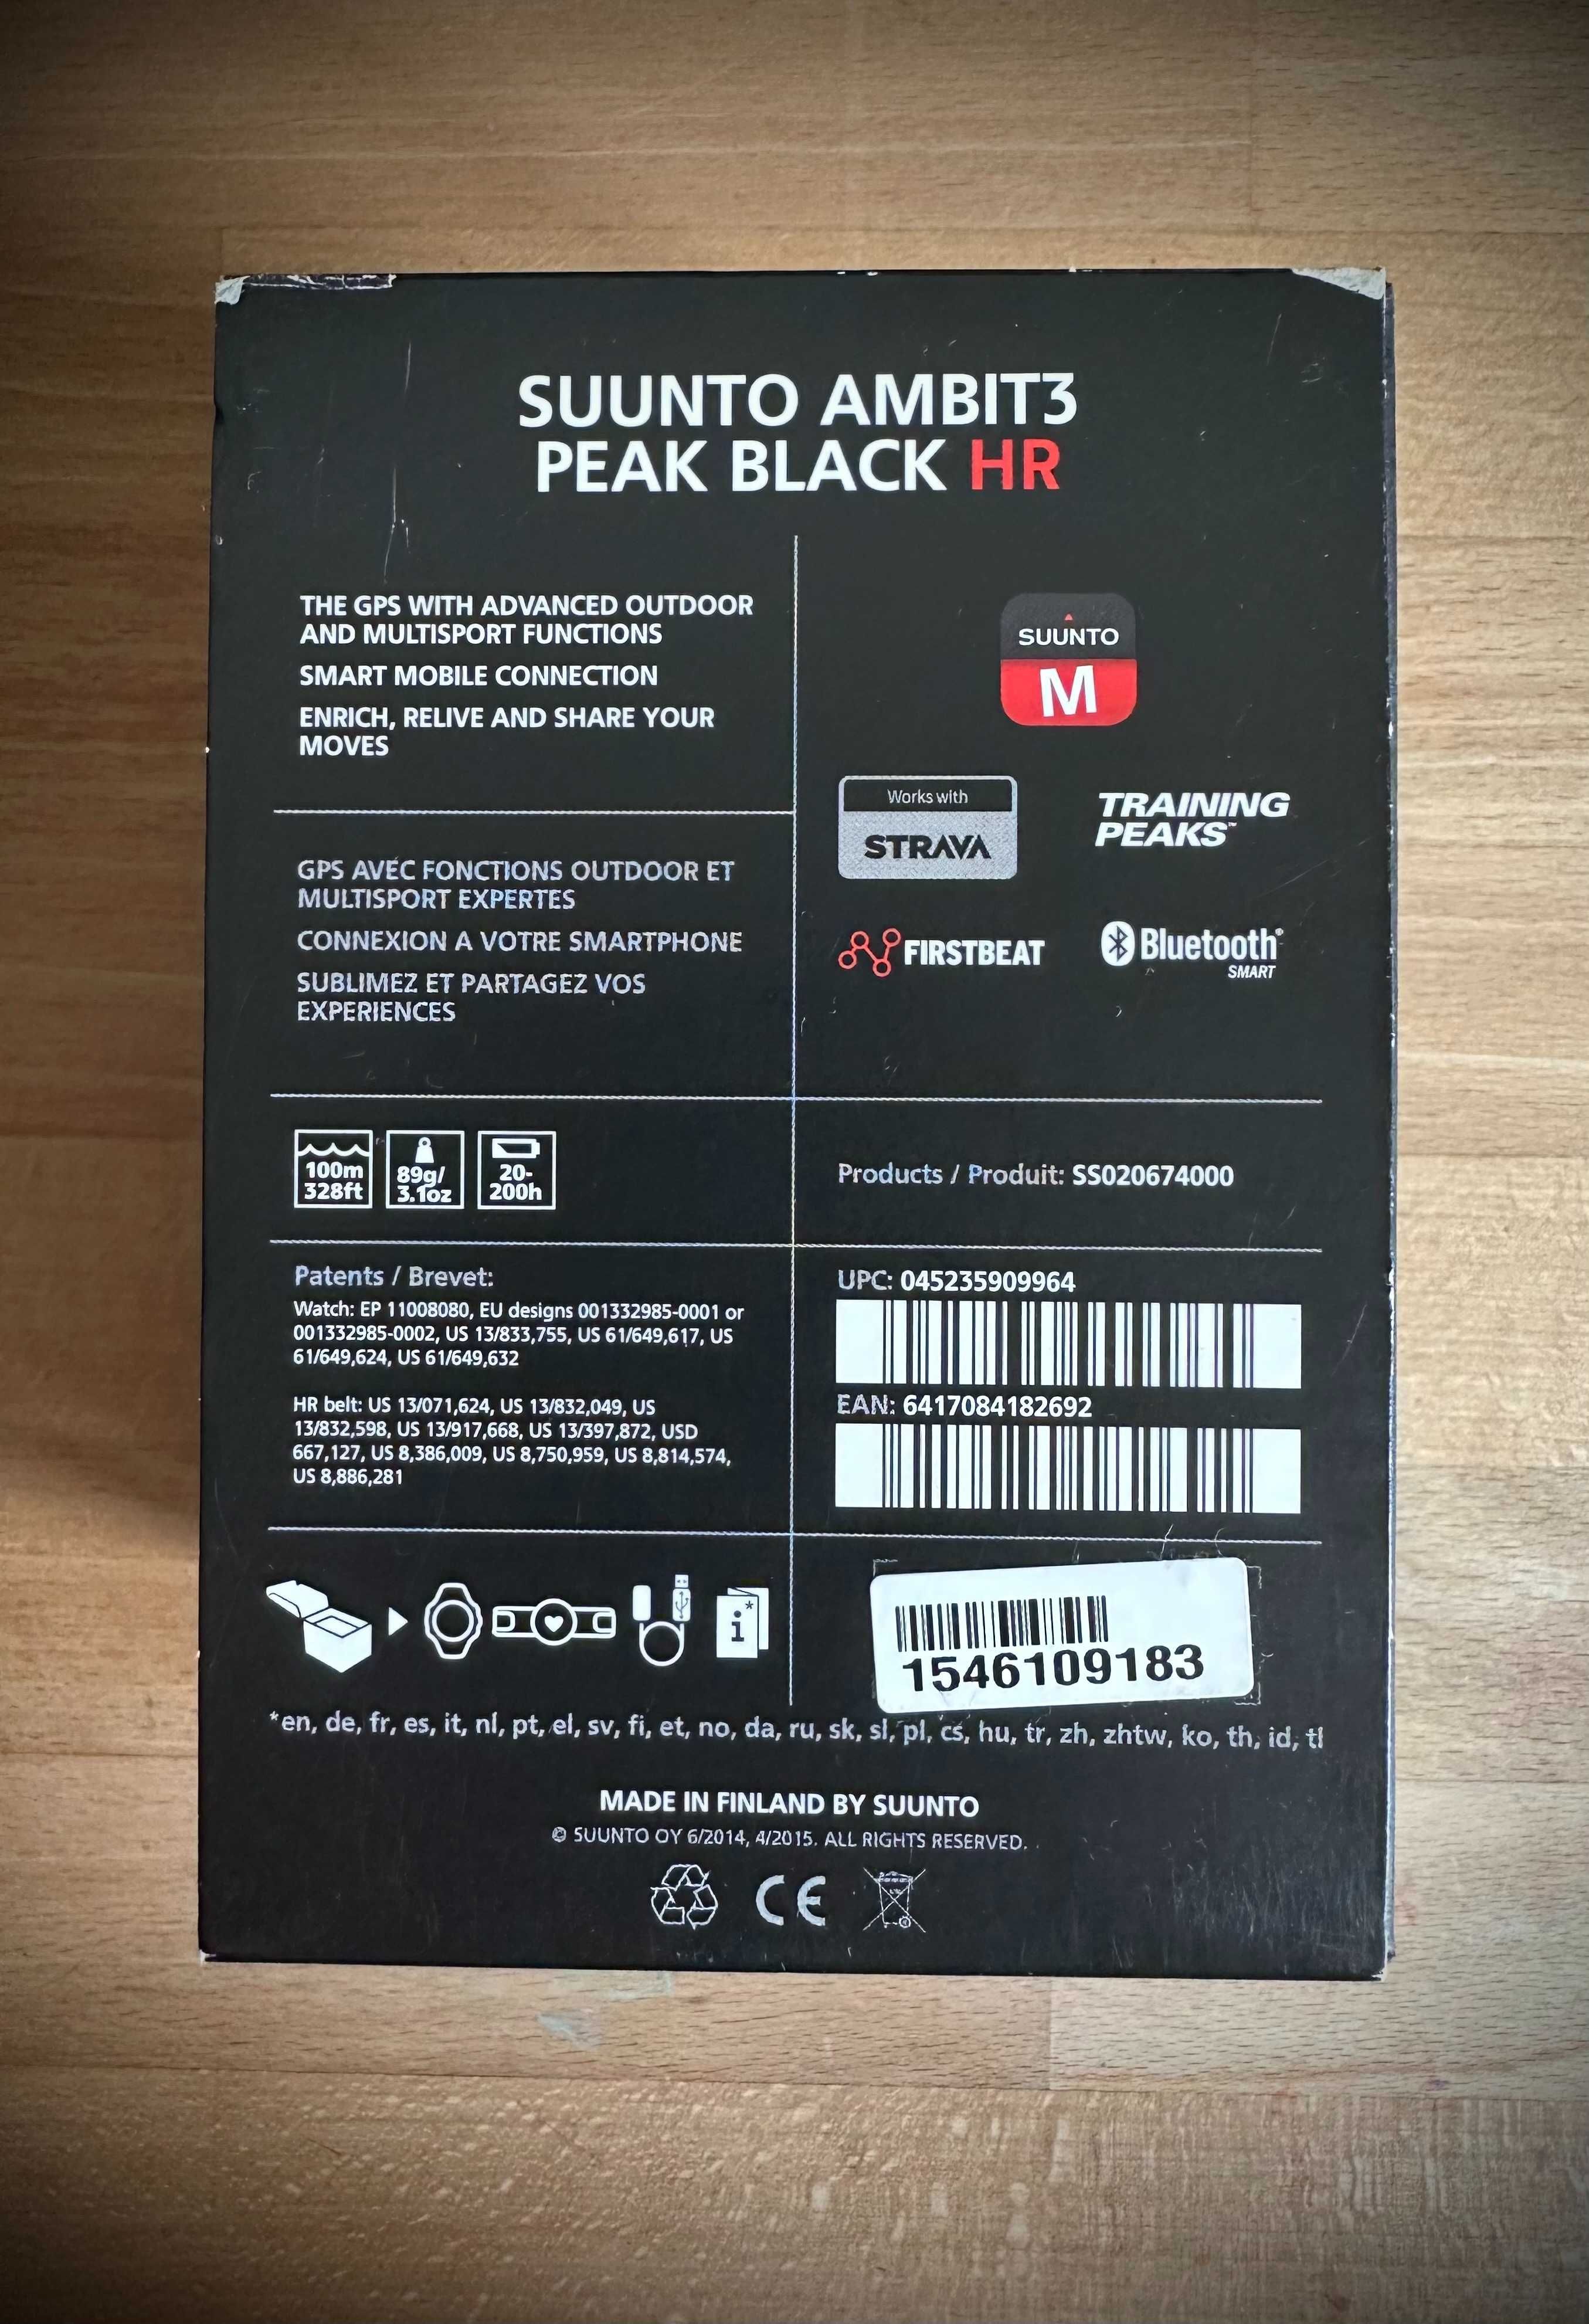 SUUNTO AMBIT3
PEAK BLACK HR
THE GPS WITH ADVANCED OUTDOOR
AND MULTISPORT FUNCTIONS
SMART MOBILE CONNECTION
ENRICH, RELIVE AND SHARE YOUR
MOVES
GPS AVEC FONCTIONS OUTDOOR ET
MULTISPORT EXPERTES
CONNEXION A VOTRE SMARTPHONE
SUBLIMEZ ET PARTAGEZ VOS
EXPERIENCES
SUUNTO
M
Works with
STRAVA
TRAINING
PEAKS™
FIRSTBEAT
Bluetooth®
SMART
100m
328ft
89g/
3.1oz
20-
200h
Products / Produit: SS020674000
Patents / Brevet:
Watch: EP 11008080, EU designs 001332985-0001 or
001332985-0002, US 13/833,755, US 61/649,617, US
61/649,624, US 61/649,632
HR belt: US 13/071,624, US 13/832,049, US
13/832,598, US 13/917,668, US 13/397,872, USD
667,127, US 8,386,009, US 8,750,959, US 8,814,574,
US 8,886,281
UPC: 045235909964
EAN: 6417084182692
i*
1546109183
*en, de, fr, es, it, nl, pt, el, sv, fi, et, no, da, ru, sk, sl, pl, cs, hu, tr, zh, zhtw, ko, th, id, tl
MADE IN FINLAND BY SUUNTO
© SUUNTO OY 6/2014, 4/2015. ALL RIGHTS RESERVED.
CE